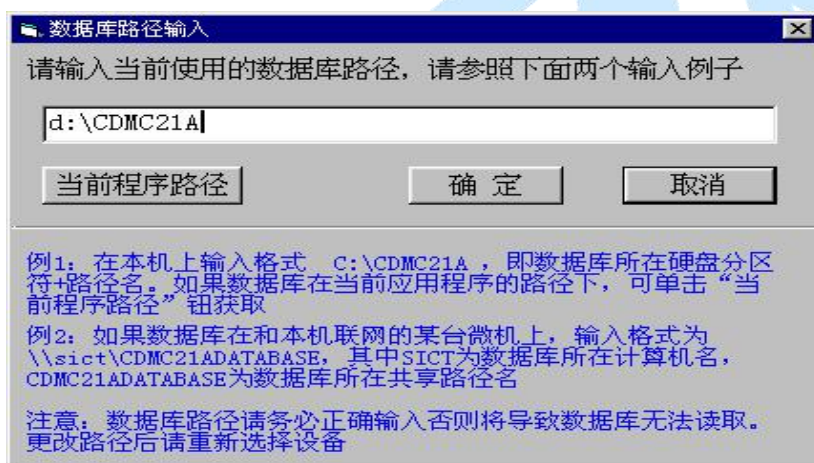 数据库路径输入
请输入当前使用的数据库路径，请参照下面两个输入例子
d:\CDMC21A
当前程序路径 确 定 取消
例1：在本机上输入格式 C:\CDMC21A ，即数据库所在硬盘分区
符+路径名。如果数据库在当前应用程序的路径下，可单击“当
前程序路径”钮获取
例2：如果数据库在和本机联网的某台微机上，输入格式为
\\sict\CDMC21ADATABASE，其中SICT为数据库所在计算机名，
CDMC21ADATABASE为数据库所在共享路径名
注意：数据库路径请务必正确输入否则将导致数据库无法读取。
更改路径后请重新选择设备